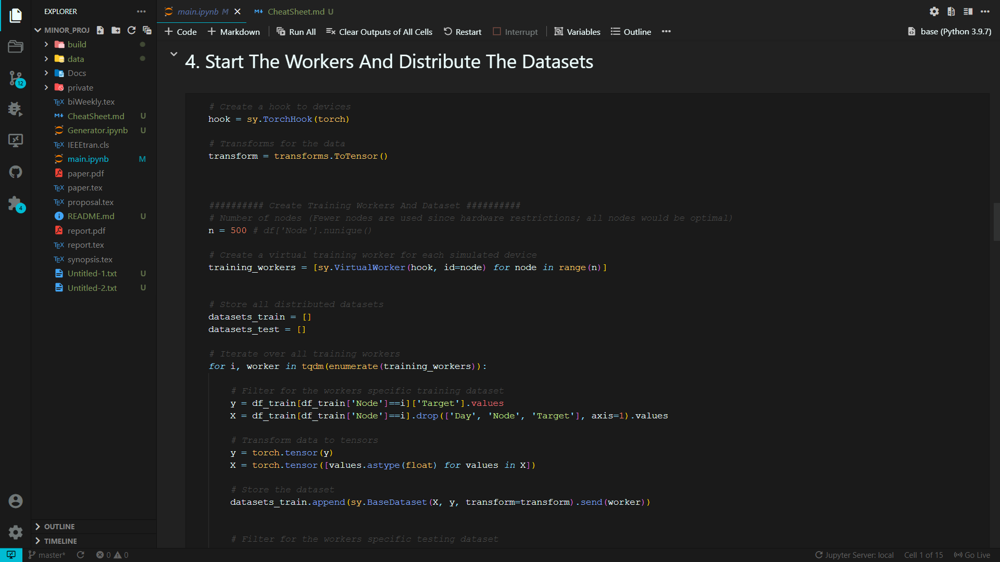 EXPLORER
MINOR_PROJ
build
data
Docs
private
biWeekly.tex
CheatSheet.md U
Generator.ipynb U
IEEEtran.cls
main.ipynb M
paper.pdf
paper.tex
proposal.tex
README.md U
report.pdf
report.tex
synopsis.tex
Untitled-1.txt U
Untitled-2.txt U
OUTLINE
TIMELINE
12
4
main.ipynb M
CheatSheet.md U
Code Markdown Run All Clear Outputs of All Cells Restart Interrupt Variables Outline base (Python 3.9.7)
4. Start The Workers And Distribute The Datasets
# Create a hook to devices
hook = sy.TorchHook(torch)
# Transforms for the data
transform = transforms.ToTensor()
########## Create Training Workers And Dataset ##########
# Number of nodes (Fewer nodes are used since hardware restrictions; all nodes would be optimal)
n = 500 # df['Node'].nunique()
# Create a virtual training worker for each simulated device
training_workers = [sy.VirtualWorker(hook, id=node) for node in range(n)]
# Store all distributed datasets
datasets_train = []
datasets_test = []
# Iterate over all training workers
for i, worker in tqdm(enumerate(training_workers)):
# Filter for the workers specific training dataset
y = df_train[df_train['Node']==i]['Target'].values
X = df_train[df_train['Node']==i].drop(['Day', 'Node', 'Target'], axis=1).values
# Transform data to tensors
y = torch.tensor(y)
X = torch.tensor([values.astype(float) for values in X])
# Store the dataset
datasets_train.append(sy.BaseDataset(X, y, transform=transform).send(worker))
# Filter for the workers specific testing dataset
master* 0 0 Jupyter Server: local Cell 1 of 15 Go Live